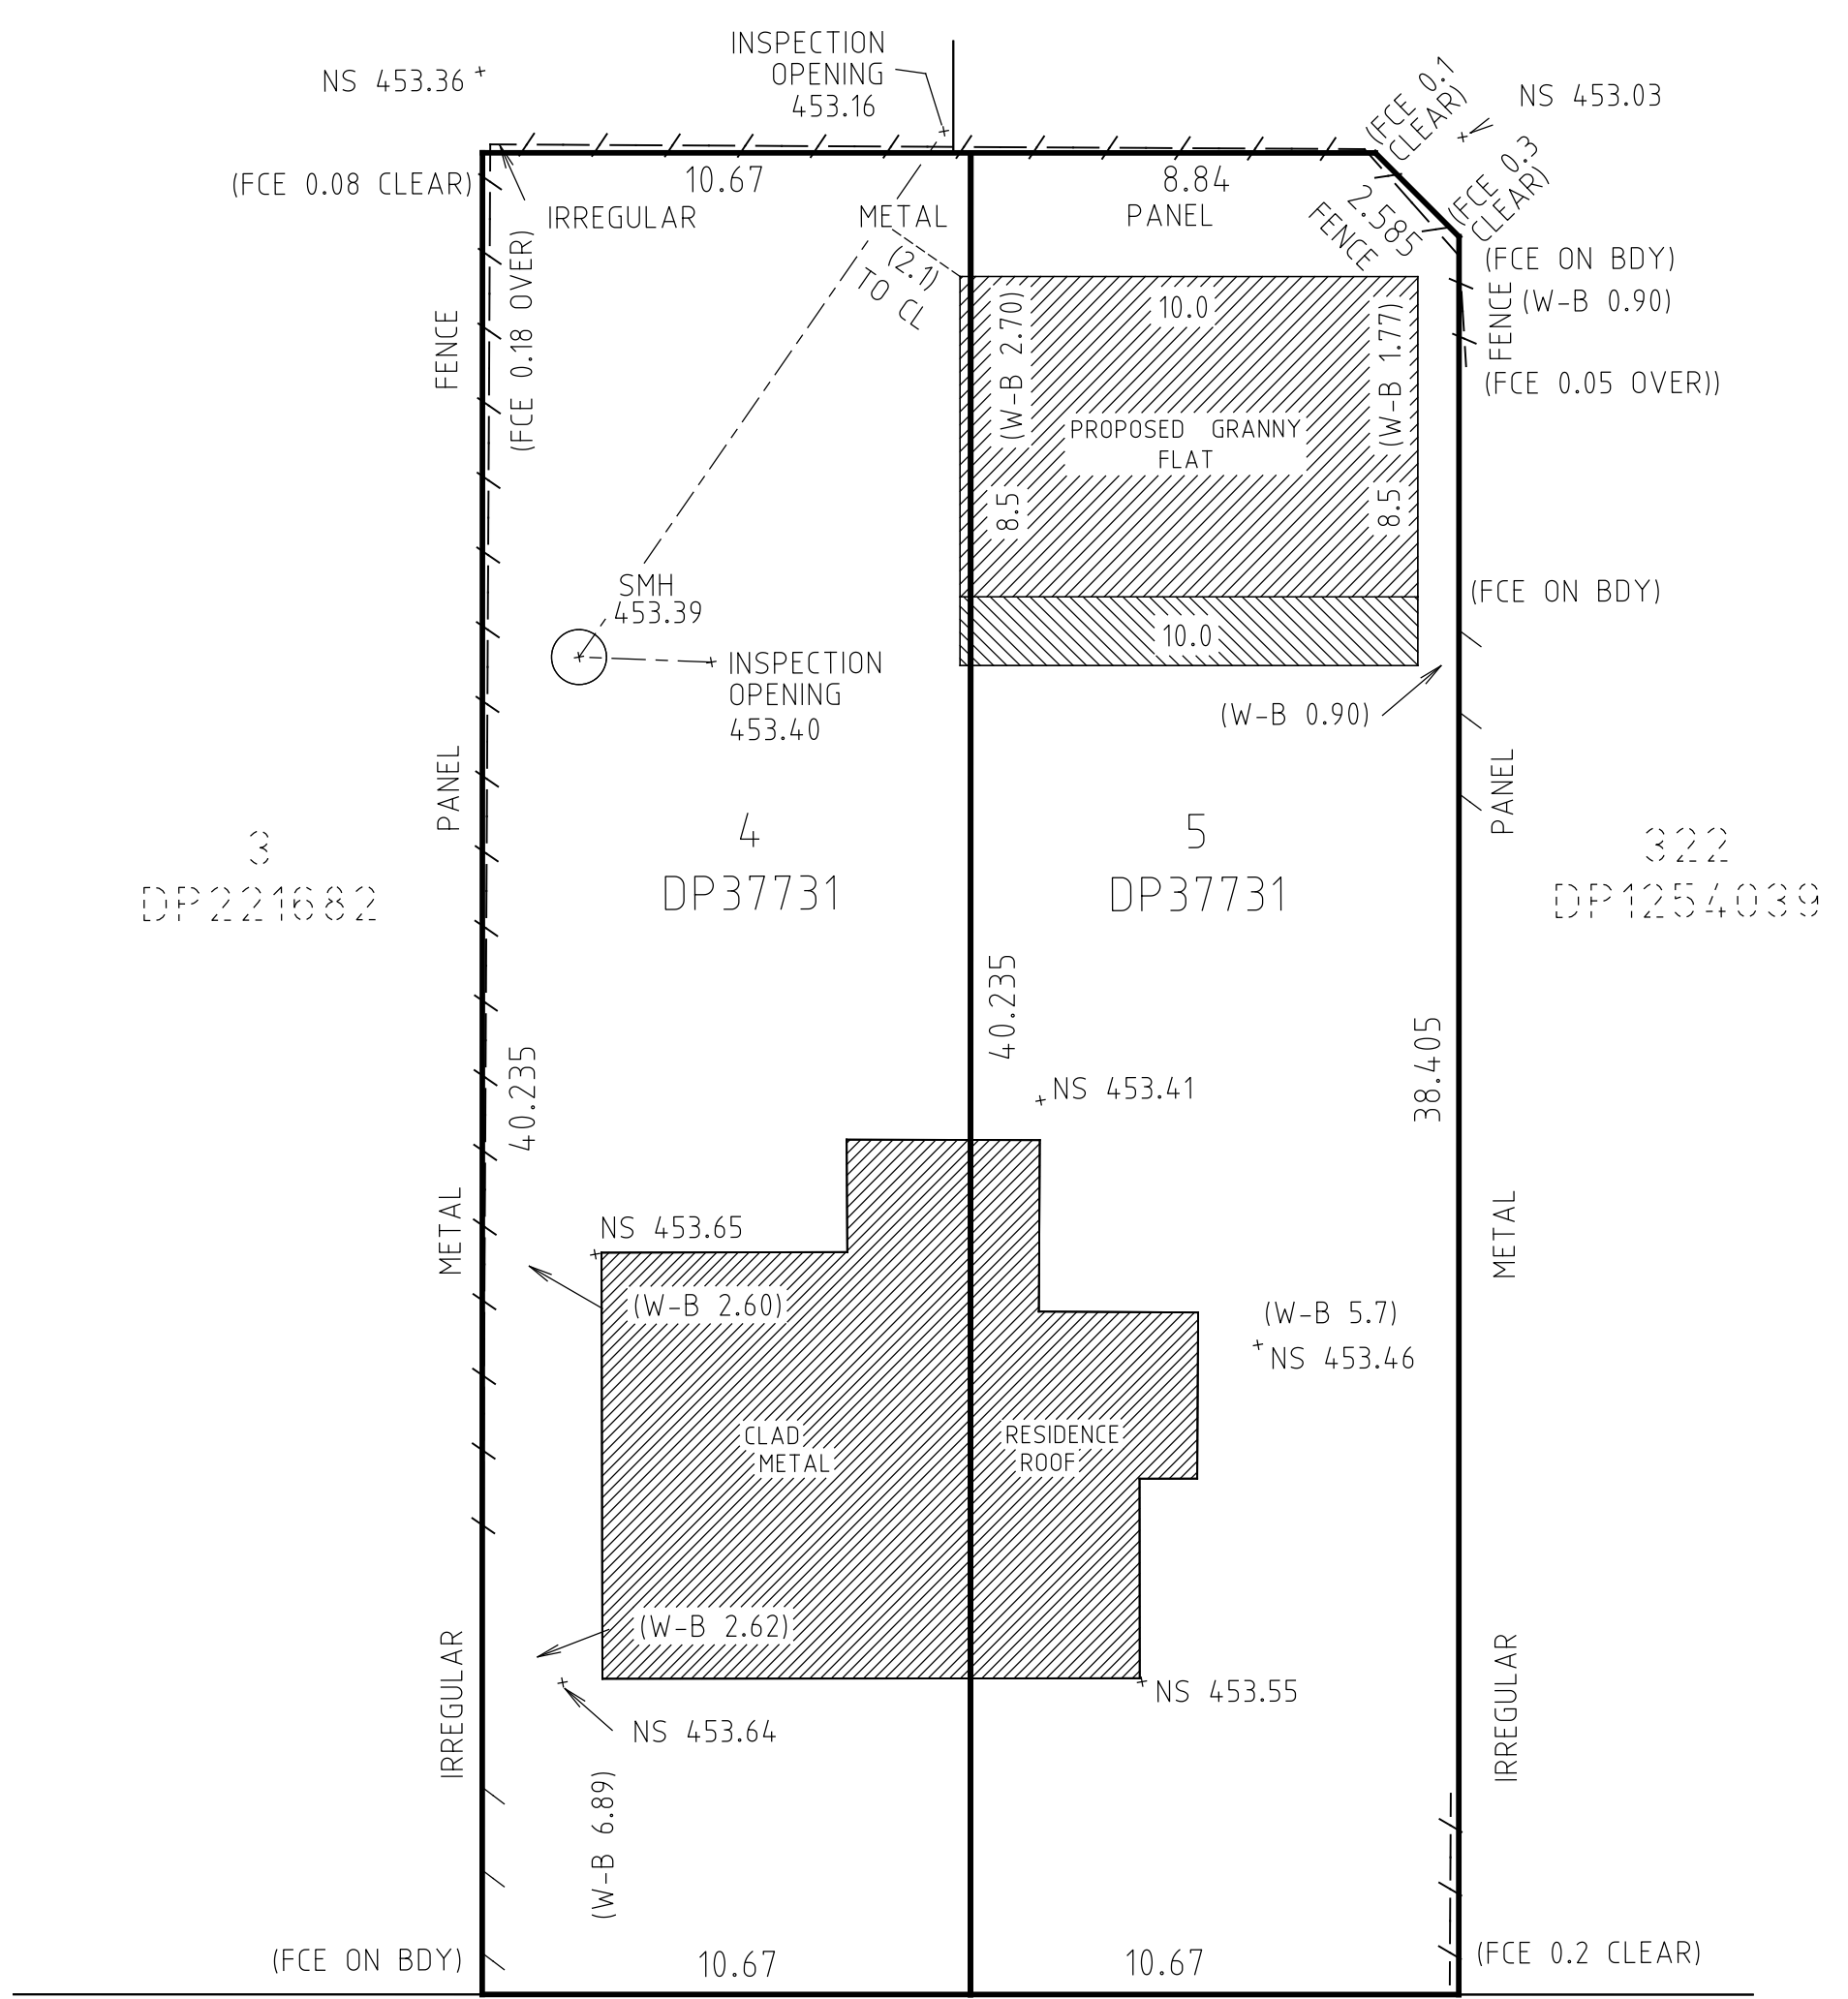 INSPECTION
OPENING
453.16
NS 453.36
NS 453.03
(FCE 0.1
CLEAR)
(FCE 0.3
CLEAR)
(FCE 0.08 CLEAR)
10.67
8.84
IRREGULAR
METAL
PANEL
2.585
FENCE
(2.1)
TO CL
(FCE ON BDY)
(W-B 0.90)
FENCE
(FCE 0.05 OVER))
FENCE
(FCE 0.18 OVER)
(W-B 2.70)
10.0
(W-B 1.77)
PROPOSED GRANNY
FLAT
8.5
8.5
SMH
453.39
(FCE ON BDY)
10.0
INSPECTION
OPENING
453.40
(W-B 0.90)
PANEL
PANEL
3
DP221682
4
DP37731
5
DP37731
322
DP1254039
40.235
40.235
38.405
NS 453.41
METAL
METAL
NS 453.65
(W-B 2.60)
(W-B 5.7)
NS 453.46
CLAD
METAL
RESIDENCE
ROOF
(W-B 2.62)
IRREGULAR
IRREGULAR
NS 453.55
NS 453.64
(W-B 6.89)
(FCE ON BDY)
10.67
10.67
(FCE 0.2 CLEAR)